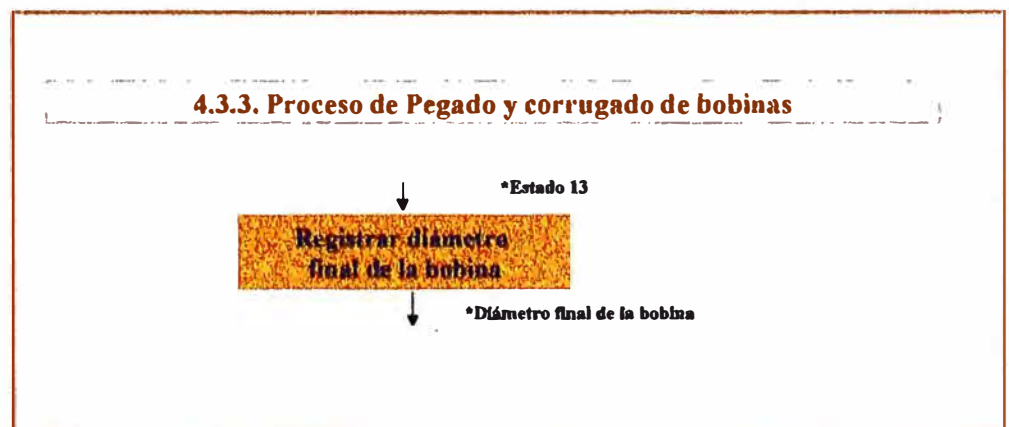 4.3.3. Proceso de Pegado y corrugado de bobinas
*Estado 13
Registrar diámetro
final de la bobina
*Diámetro final de la bobina